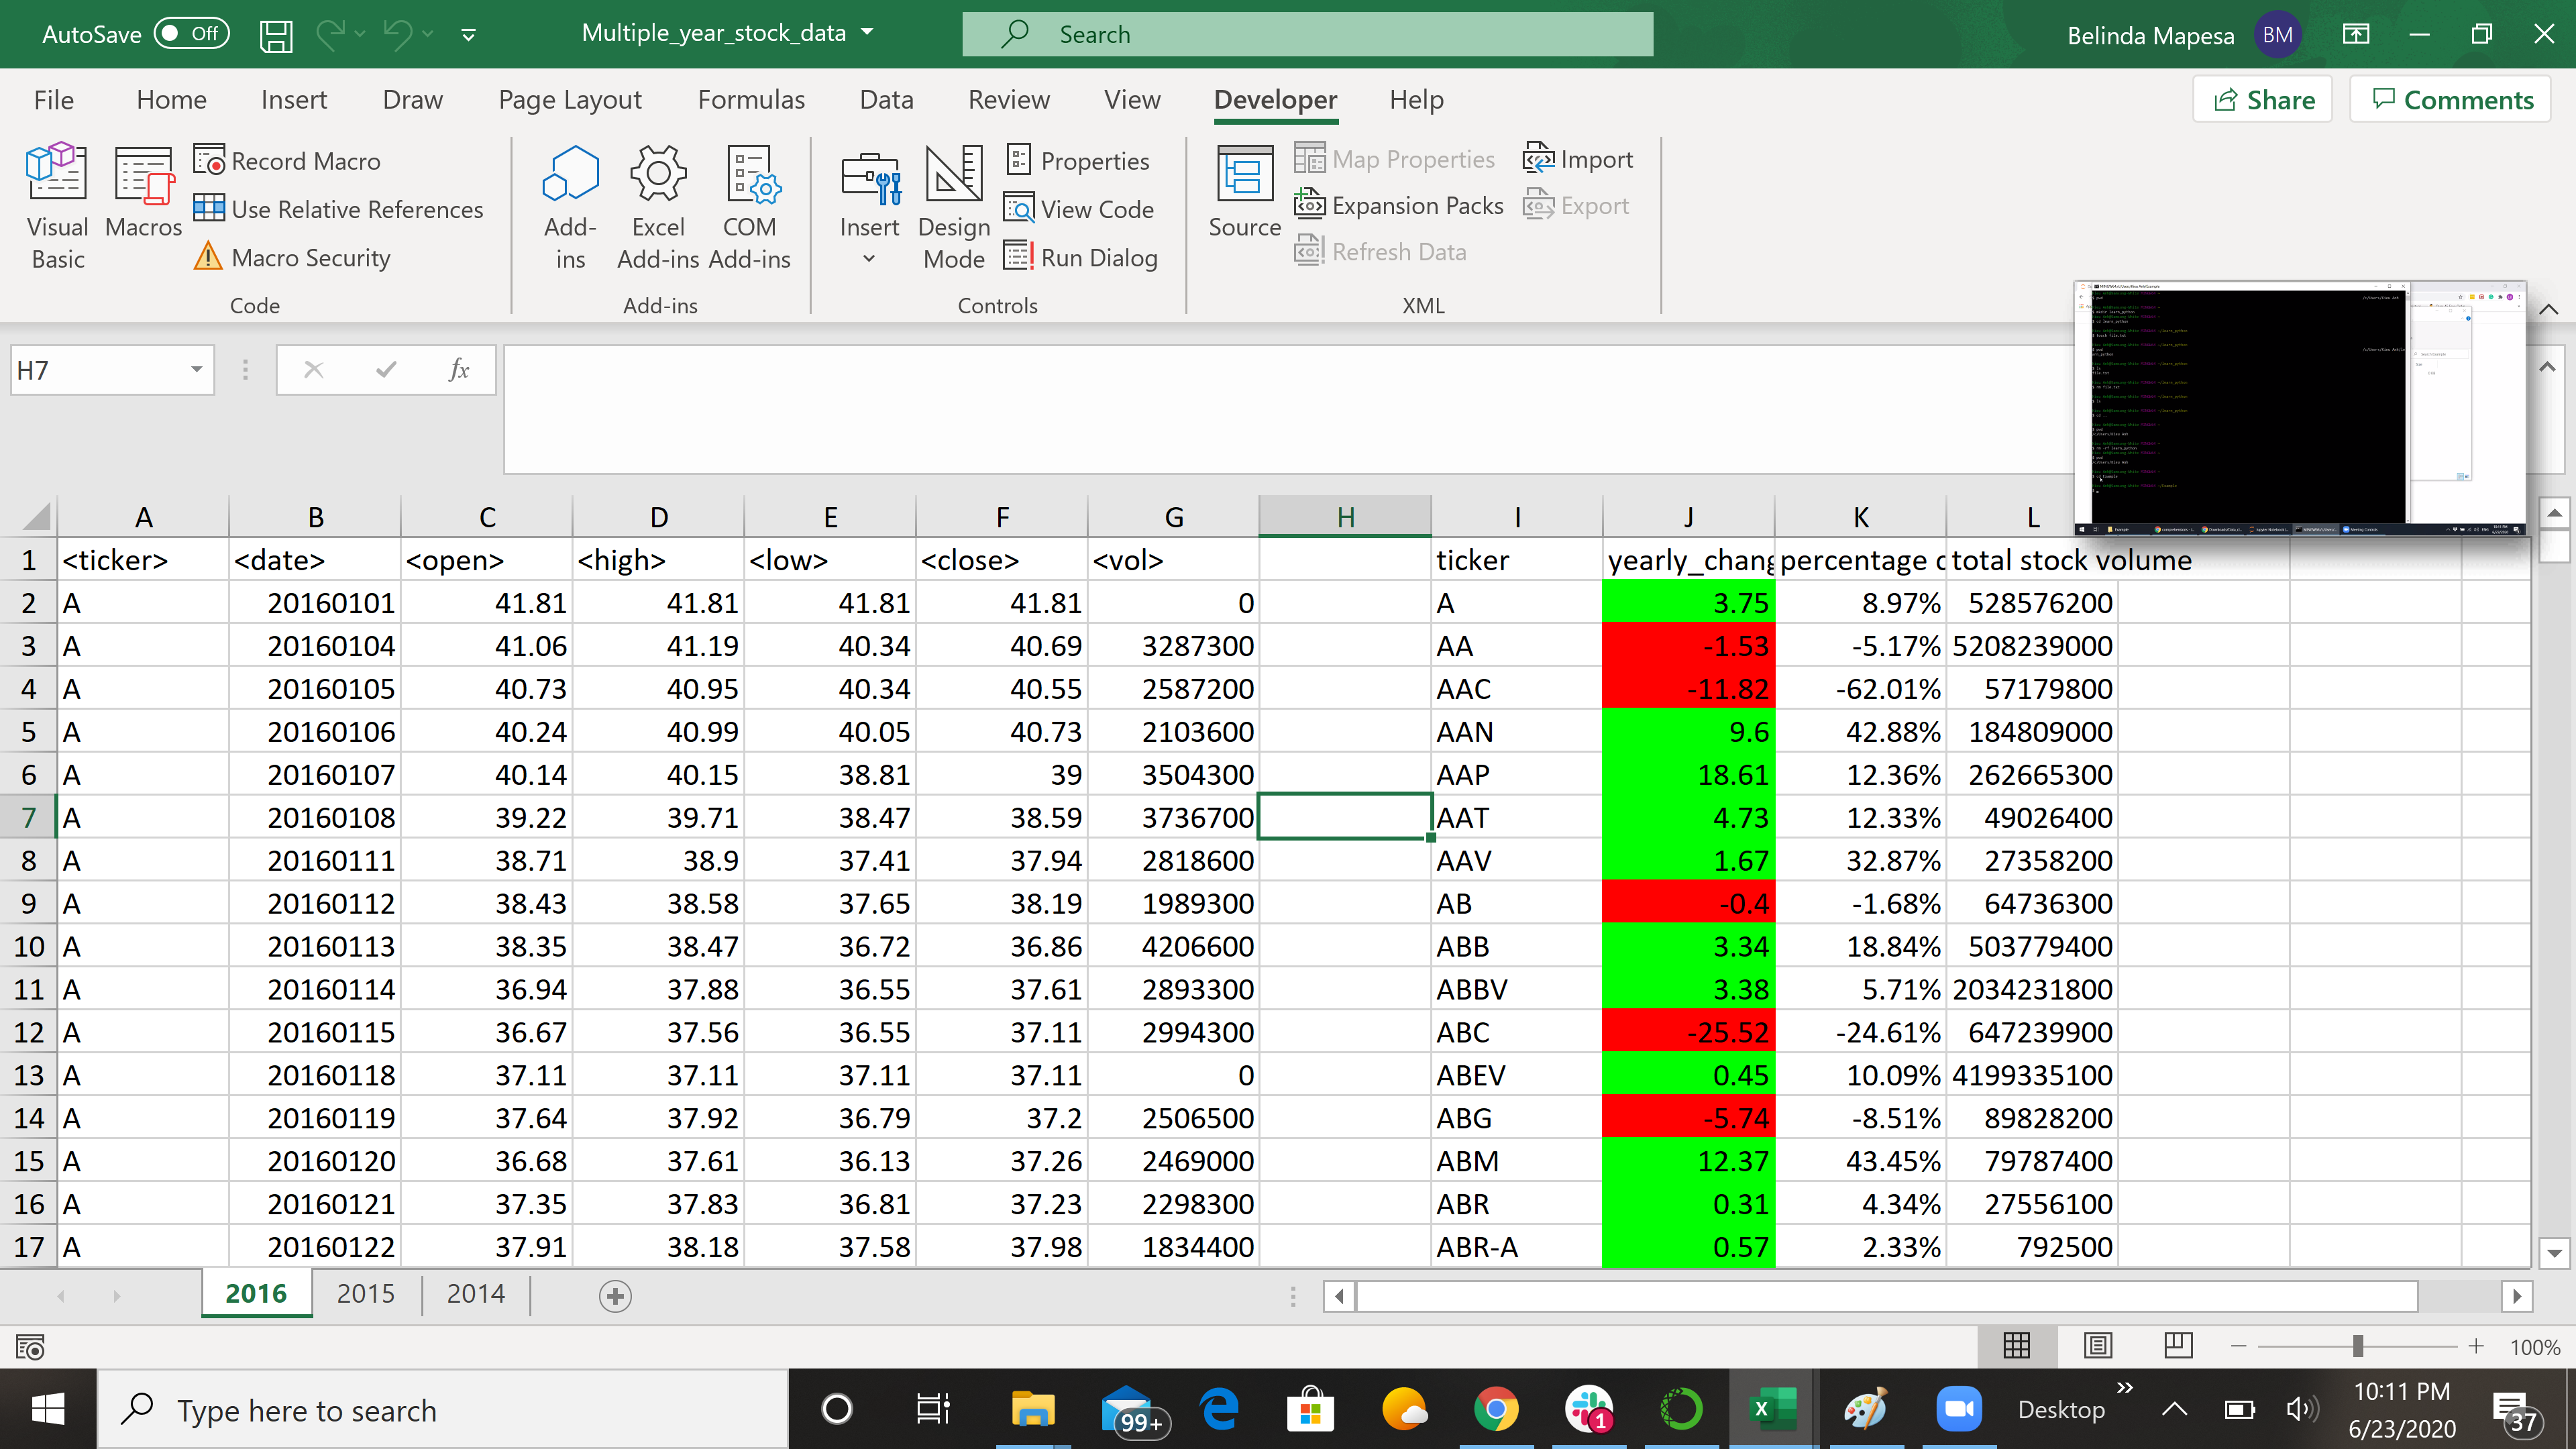 AutoSave Off Multiple_year_stock_data Search Belinda Mapesa BM
File Home Insert Draw Page Layout Formulas Data Review View Developer Help Share Comments
Visual Basic
Macros
Record Macro
Use Relative References
Macro Security
Code
Add-ins
Excel Add-ins
COM Add-ins
Add-ins
Insert
Design Mode
Properties
View Code
Run Dialog
Controls
Source
Map Properties
Expansion Packs
Refresh Data
Import
Export
XML
H7 fx
A B C D E F G H I J K L
1 <ticker> <date> <open> <high> <low> <close> <vol> ticker yearly_chang percentage c total stock volume
2 A 20160101 41.81 41.81 41.81 41.81 0 A 3.75 8.97% 528576200
3 A 20160104 41.06 41.19 40.34 40.69 3287300 AA -1.53 -5.17% 5208239000
4 A 20160105 40.73 40.95 40.34 40.55 2587200 AAC -11.82 -62.01% 57179800
5 A 20160106 40.24 40.99 40.05 40.73 2103600 AAN 9.6 42.88% 184809000
6 A 20160107 40.14 40.15 38.81 39 3504300 AAP 18.61 12.36% 262665300
7 A 20160108 39.22 39.71 38.47 38.59 3736700 AAT 4.73 12.33% 49026400
8 A 20160111 38.71 38.9 37.41 37.94 2818600 AAV 1.67 32.87% 27358200
9 A 20160112 38.43 38.58 37.65 38.19 1989300 AB -0.4 -1.68% 64736300
10 A 20160113 38.35 38.47 36.72 36.86 4206600 ABB 3.34 18.84% 503779400
11 A 20160114 36.94 37.88 36.55 37.61 2893300 ABBV 3.38 5.71% 2034231800
12 A 20160115 36.67 37.56 36.55 37.11 2994300 ABC -25.52 -24.61% 647239900
13 A 20160118 37.11 37.11 37.11 37.11 0 ABEV 0.45 10.09% 4199335100
14 A 20160119 37.64 37.92 36.79 37.2 2506500 ABG -5.74 -8.51% 89828200
15 A 20160120 36.68 37.61 36.13 37.26 2469000 ABM 12.37 43.45% 79787400
16 A 20160121 37.35 37.83 36.81 37.23 2298300 ABR 0.31 4.34% 27556100
17 A 20160122 37.91 38.18 37.58 37.98 1834400 ABR-A 0.57 2.33% 792500
2016 2015 2014
100%
Type here to search 99+ 1 Desktop 10:11 PM
6/23/2020 37